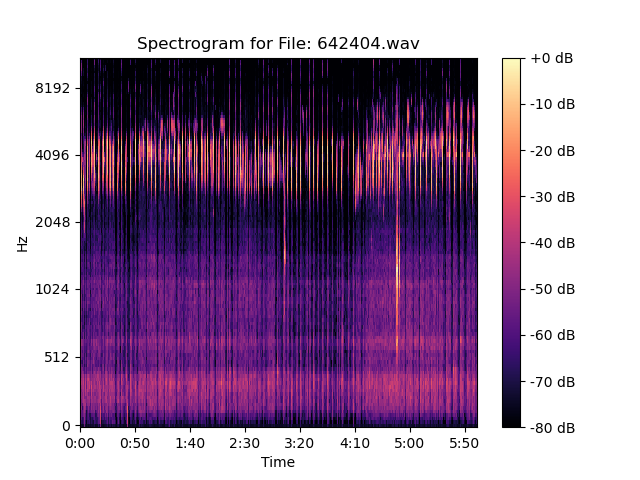 Spectrogram for File: 642404.wav
Hz
8192
4096
2048
1024
512
0
0:00 0:50 1:40 2:30 3:20 4:10 5:00 5:50
Time
+0 dB
-10 dB
-20 dB
-30 dB
-40 dB
-50 dB
-60 dB
-70 dB
-80 dB